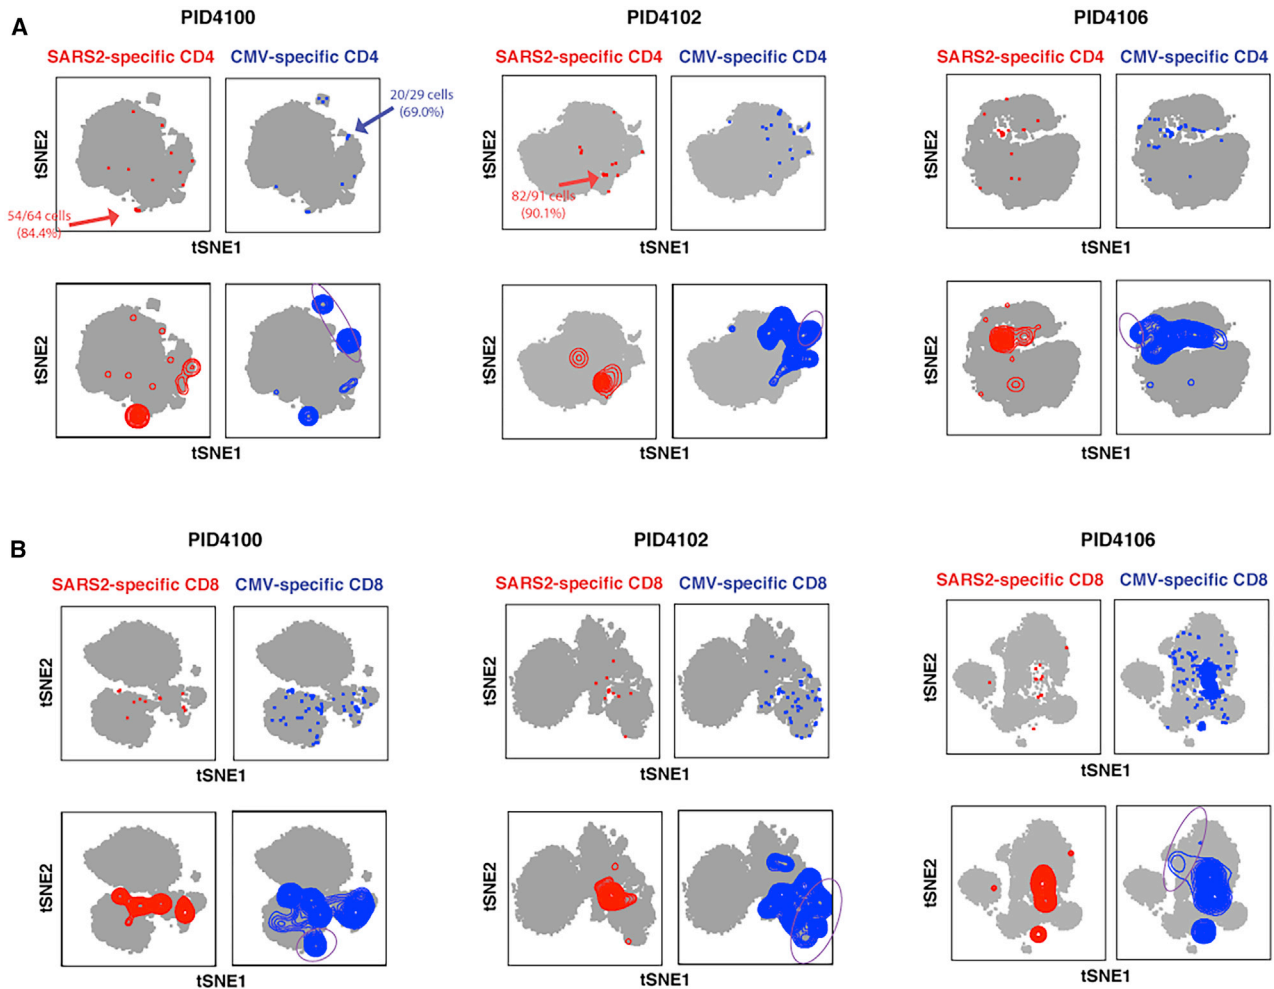 A
PID4100 PID4102 PID4106
SARS2-specific CD4 CMV-specific CD4 SARS2-specific CD4 CMV-specific CD4 SARS2-specific CD4 CMV-specific CD4
20/29 cells
(69.0%)
54/64 cells
(84.4%)
82/91 cells
(90.1%)
tSNE2 tSNE2 tSNE2
tSNE1 tSNE1 tSNE1
tSNE2 tSNE2 tSNE2
tSNE1 tSNE1 tSNE1
B
PID4100 PID4102 PID4106
SARS2-specific CD8 CMV-specific CD8 SARS2-specific CD8 CMV-specific CD8 SARS2-specific CD8 CMV-specific CD8
tSNE2 tSNE2 tSNE2
tSNE1 tSNE1 tSNE1
tSNE2 tSNE2 tSNE2
tSNE1 tSNE1 tSNE1